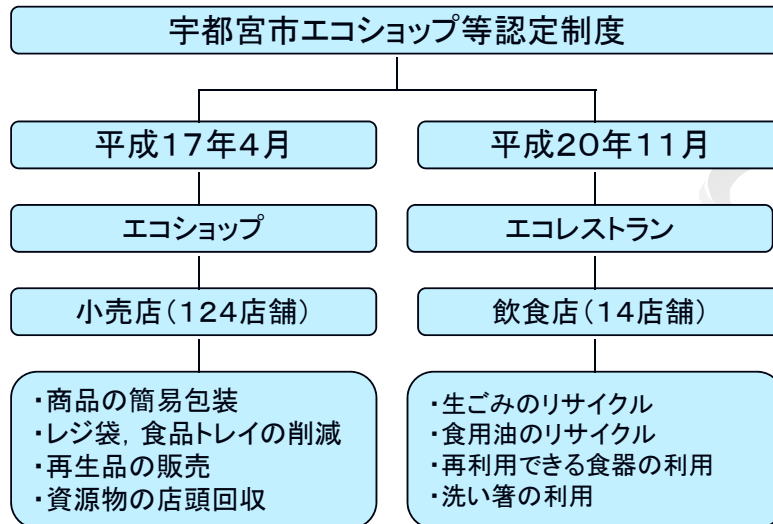 宇都宮市エコショップ等認定制度
平成17年4月
エコショップ
小売店(124店舗)
・商品の簡易包装
・レジ袋,食品トレイの削減
・再生品の販売
・資源物の店頭回収
平成20年11月
エコレストラン
飲食店(14店舗)
・生ごみのリサイクル
・食用油のリサイクル
・再利用できる食器の利用
・洗い箸の利用